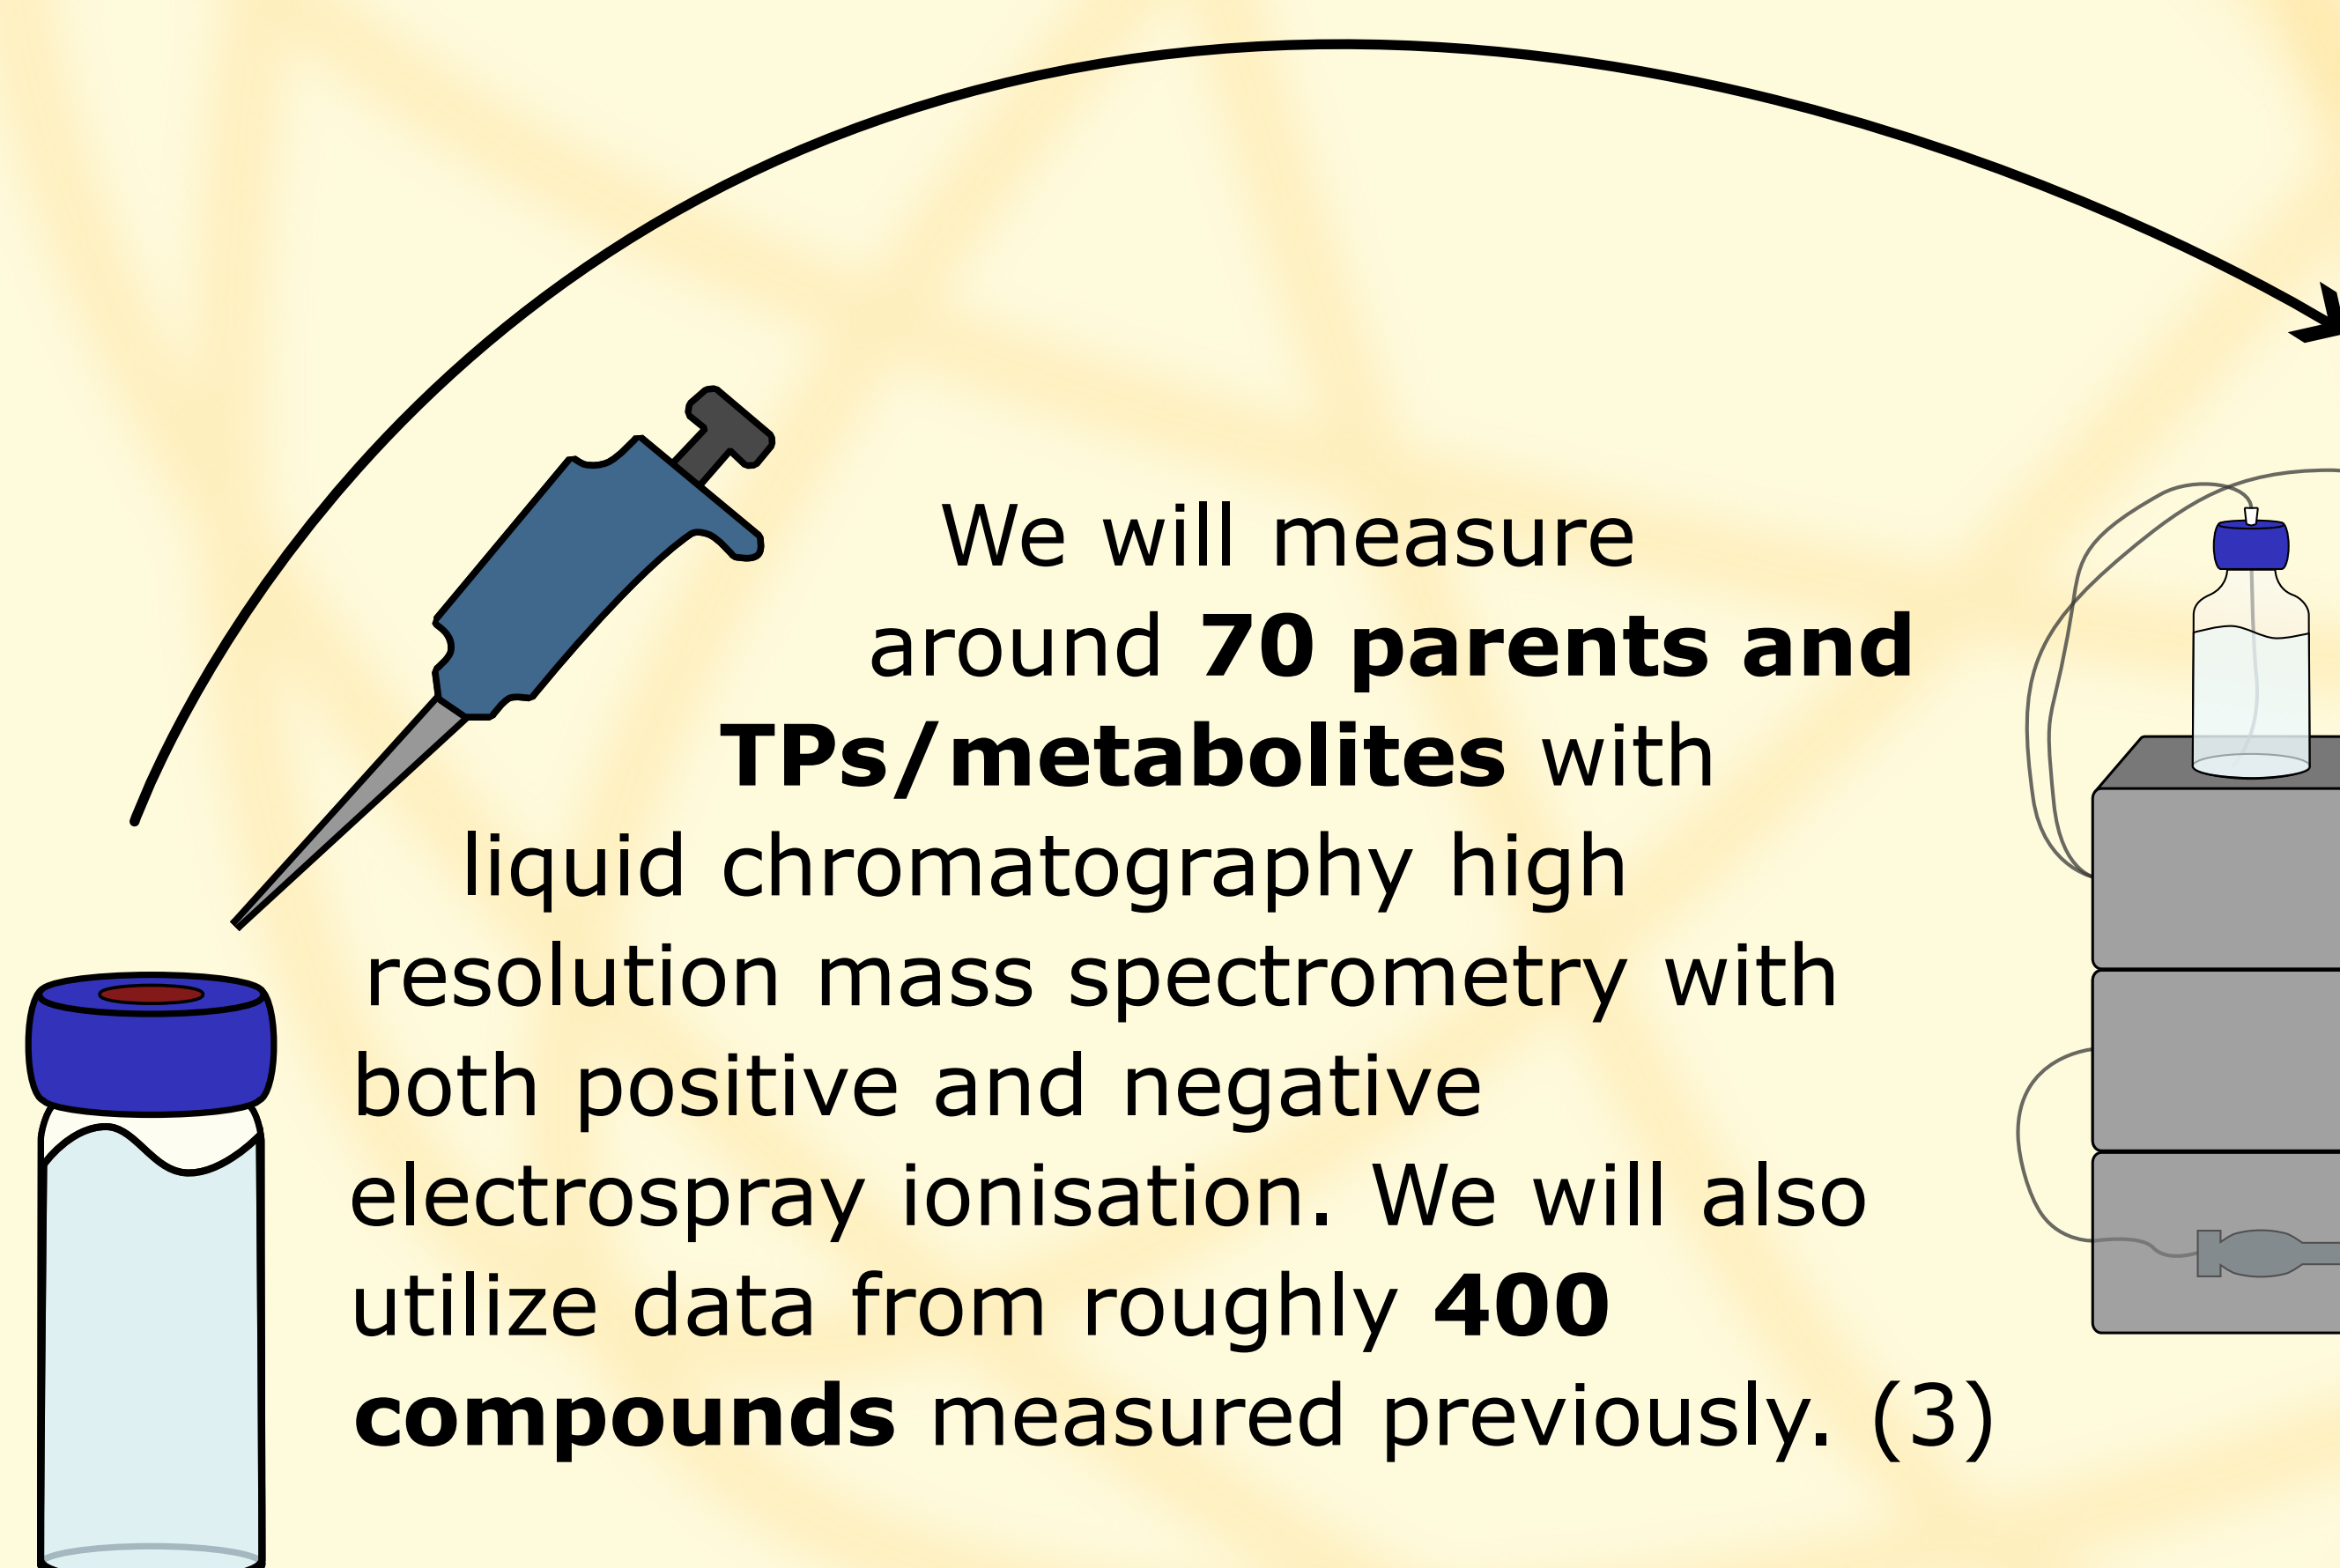 We will measure
around 70 parents and
TPs/metabolites with
liquid chromatography high
resolution mass spectrometry with
both positive and negative
electrospray ionisation. We will also
utilize data from roughly 400
compounds measured previously. (3)